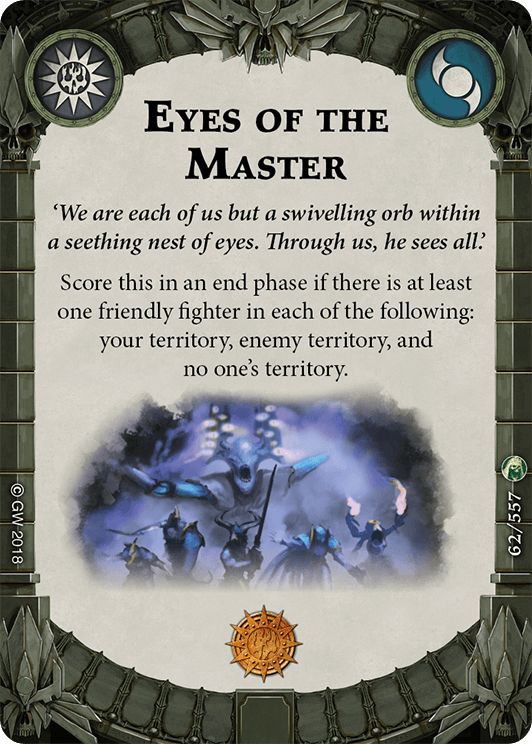 EYES OF THE
MASTER
‘We are each of us but a swivelling orb within
a seething nest of eyes. Through us, he sees all.’
Score this in an end phase if there is at least
one friendly fighter in each of the following:
your territory, enemy territory, and
no one’s territory.
© GW 2018
62/557